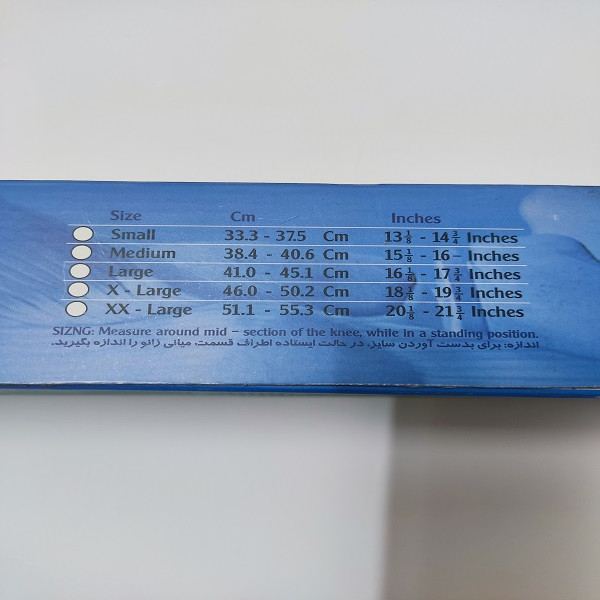 Size Cm Inches
Small 33.3 - 37.5 Cm 13 1/8 - 14 3/4 Inches
Medium 38.4 - 40.6 Cm 15 1/8 - 16 – Inches
Large 41.0 - 45.1 Cm 16 1/8 - 17 3/4 Inches
X - Large 46.0 - 50.2 Cm 18 1/8 - 19 3/4 Inches
XX - Large 51.1 - 55.3 Cm 20 1/8 - 21 3/4 Inches
SIZNG: Measure around mid – section of the knee, while in a standing position.
اندازه: برای بدست آوردن سایز، در حالت ایستاده اطراف قسمت، میانی زانو را اندازه بگیرید.